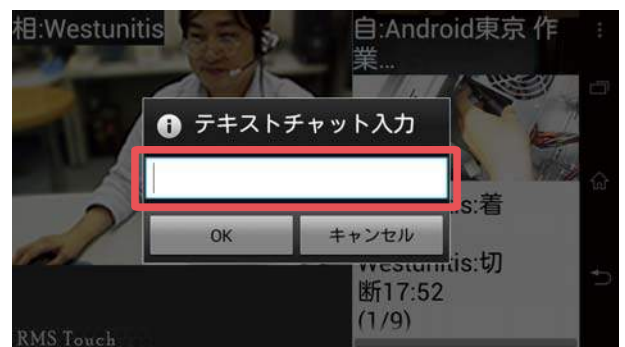 相:Westunitis
自:Android東京 作
業...
テキストチャット入力
OK
キャンセル
s:着
Westunitis:切
断17:52
(1/9)
RMS Touch